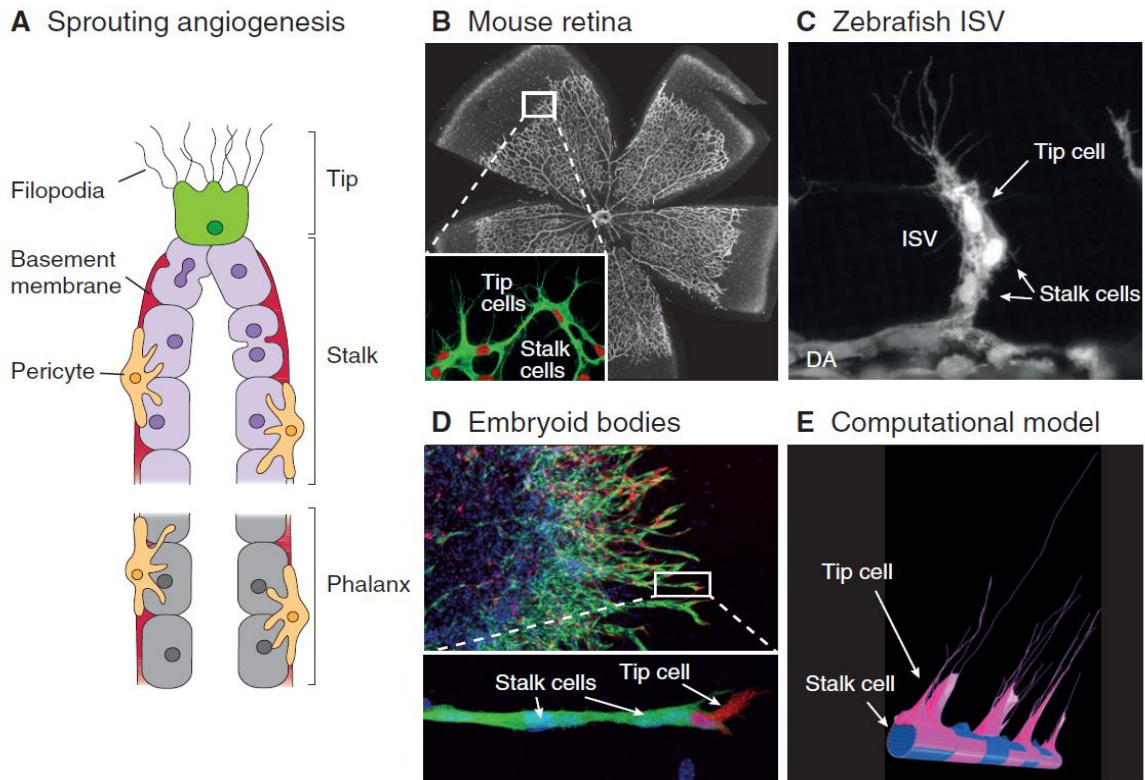 A Sprouting angiogenesis
Filopodia
Tip
Basement
membrane
Pericyte
Stalk
Phalanx
B Mouse retina
Tip
cells
Stalk
cells
C Zebrafish ISV
Tip cell
ISV
Stalk cells
DA
D Embryoid bodies
Stalk cells
Tip cell
E Computational model
Tip cell
Stalk cell